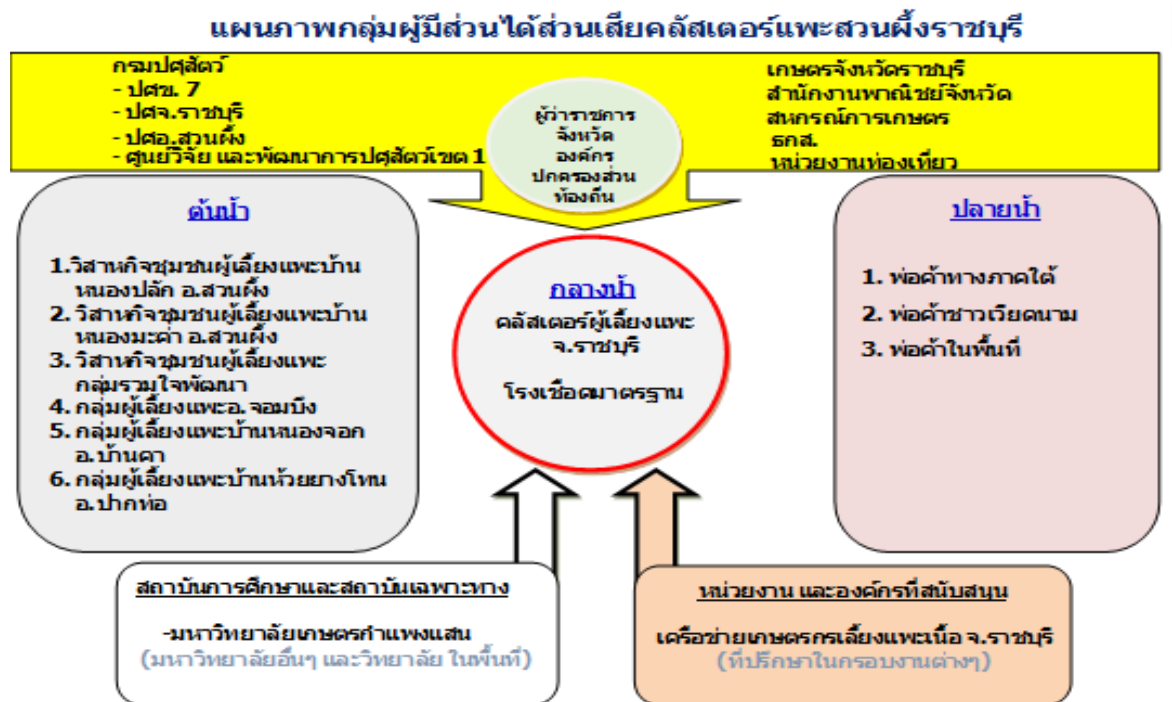 แผนภาพกลุ่มผู้มีส่วนได้ส่วนเสียคลัสเตอร์แพะสวนผึ้งราชบุรี
กรมปศุสัตว์
- ปศข. 7
- ปศจ.ราชบุรี
- ปศอ.สวนผึ้ง
- ศูนย์วิจัย และพัฒนาการปศุสัตว์เขต 1
ผู้ว่าราชการ
จังหวัด
องค์กร
ปกครองส่วน
ท้องถิ่น
เกษตรจังหวัดราชบุรี
สำนักงานพาณิชย์จังหวัด
สหกรณ์การเกษตร
ธกส.
หน่วยงานท่องเที่ยว
ต้นน้ำ
1.วิสาหกิจชุมชนผู้เลี้ยงแพะบ้าน
หนองปลัก อ.สวนผึ้ง
2. วิสาหกิจชุมชนผู้เลี้ยงแพะบ้าน
หนองมะค่า อ.สวนผึ้ง
3. วิสาหกิจชุมชนผู้เลี้ยงแพะ
กลุ่มรวมใจพัฒนา
4. กลุ่มผู้เลี้ยงแพะอ.จอมบึง
5. กลุ่มผู้เลี้ยงแพะบ้านหนองจอก
อ.บ้านคา
6. กลุ่มผู้เลี้ยงแพะบ้านห้วยยางโทน
อ.ปากท่อ
กลางน้ำ
คลัสเตอร์ผู้เลี้ยงแพะ
จ.ราชบุรี
โรงเชือดมาตรฐาน
ปลายน้ำ
1. พ่อค้าทางภาคใต้
2. พ่อค้าชาวเวียดนาม
3. พ่อค้าในพื้นที่
สถาบันการศึกษาและสถาบันเฉพาะทาง
-มหาวิทยาลัยเกษตรกำแพงแสน
(มหาวิทยาลัยอื่นๆ และวิทยาลัย ในพื้นที่)
หน่วยงาน และองค์กรที่สนับสนุน
เครือข่ายเกษตรกรเลี้ยงแพะเนื้อ จ.ราชบุรี
(ที่ปรึกษาในกรอบงานต่างๆ)